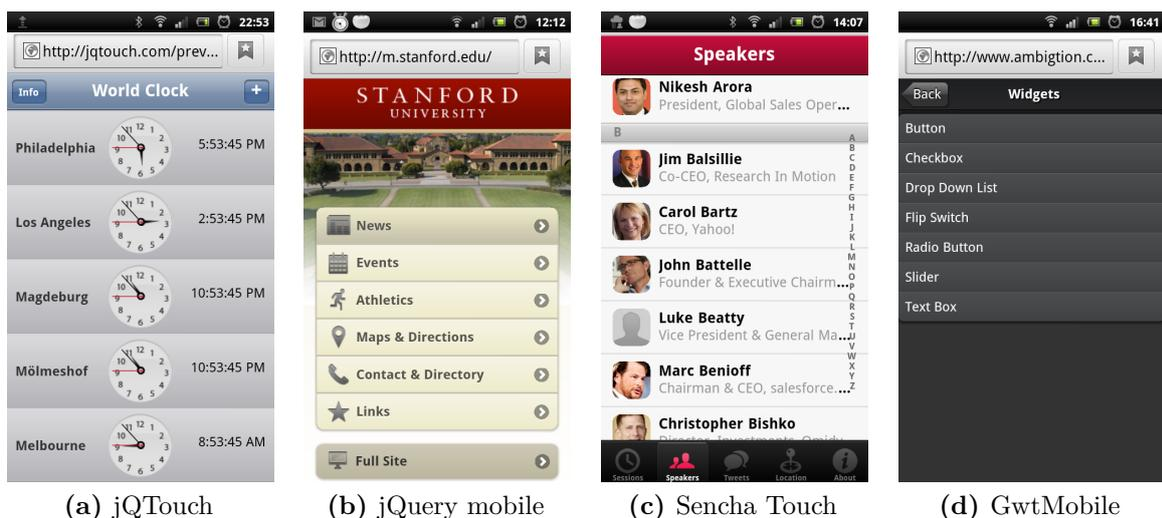 22:53
http://jqtouch.com/prev...
Info
World Clock
+
Philadelphia
5:53:45 PM
Los Angeles
2:53:45 PM
Magdeburg
10:53:45 PM
Mölmeshof
10:53:45 PM
Melbourne
8:53:45 AM
(a) jQTouch
12:12
http://m.stanford.edu/
STANFORD
UNIVERSITY
News
Events
Athletics
Maps & Directions
Contact & Directory
Links
Full Site
(b) jQuery mobile
14:07
Speakers
Nikesh Arora
President, Global Sales Oper...
B
Jim Balsillie
Co-CEO, Research In Motion
Carol Bartz
CEO, Yahoo!
John Battelle
Founder & Executive Chairm...
Luke Beatty
Vice President & General Ma...
Marc Benioff
Chairman & CEO, salesforce....
Christopher Bishko
A
B
C
D
E
F
G
H
I
J
K
L
M
N
O
P
Q
R
S
T
U
V
W
X
Y
Z
Sessions
Speakers
Tweets
Location
About
(c) Sencha Touch
16:41
http://www.ambigtion.c...
Back
Widgets
Button
Checkbox
Drop Down List
Flip Switch
Radio Button
Slider
Text Box
(d) GwtMobile